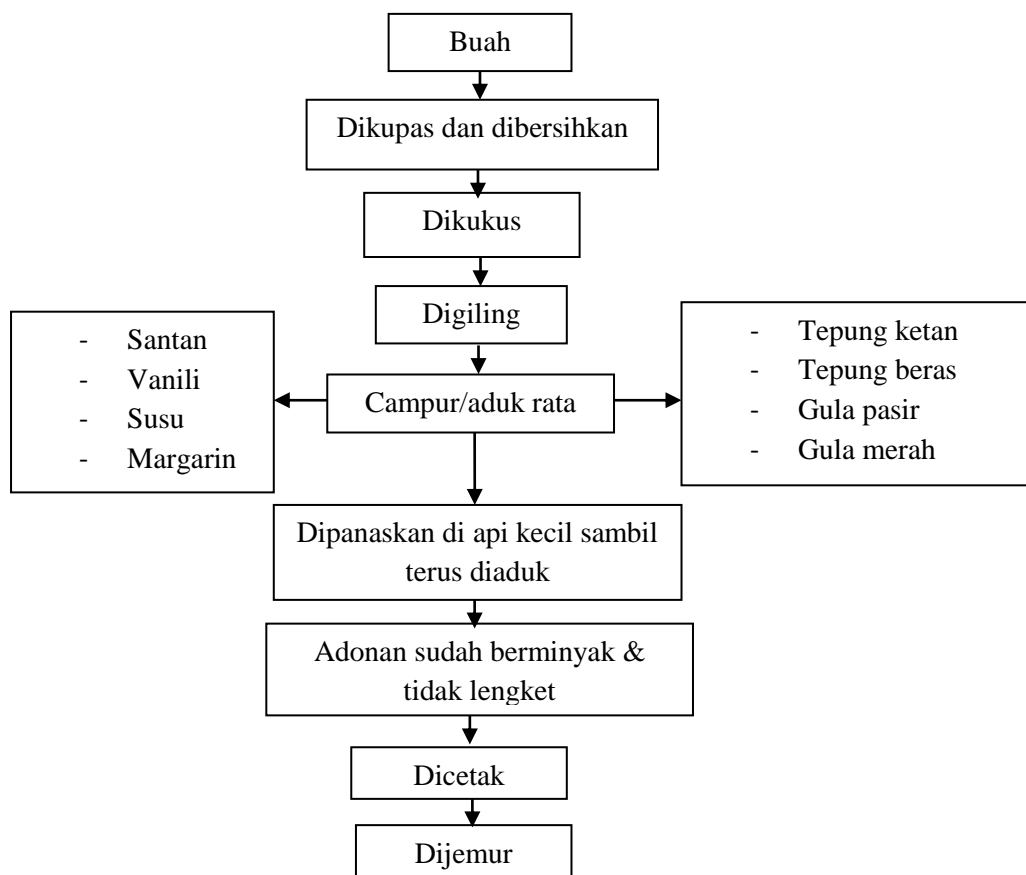 Buah
Dikupas dan dibersihkan
Dikukus
Digiling
- Santan
- Vanili
- Susu
- Margarin
Campur/aduk rata
- Tepung ketan
- Tepung beras
- Gula pasir
- Gula merah
Dipanaskan di api kecil sambil
terus diaduk
Adonan sudah berminyak &
tidak lengket
Dicetak
Dijemur